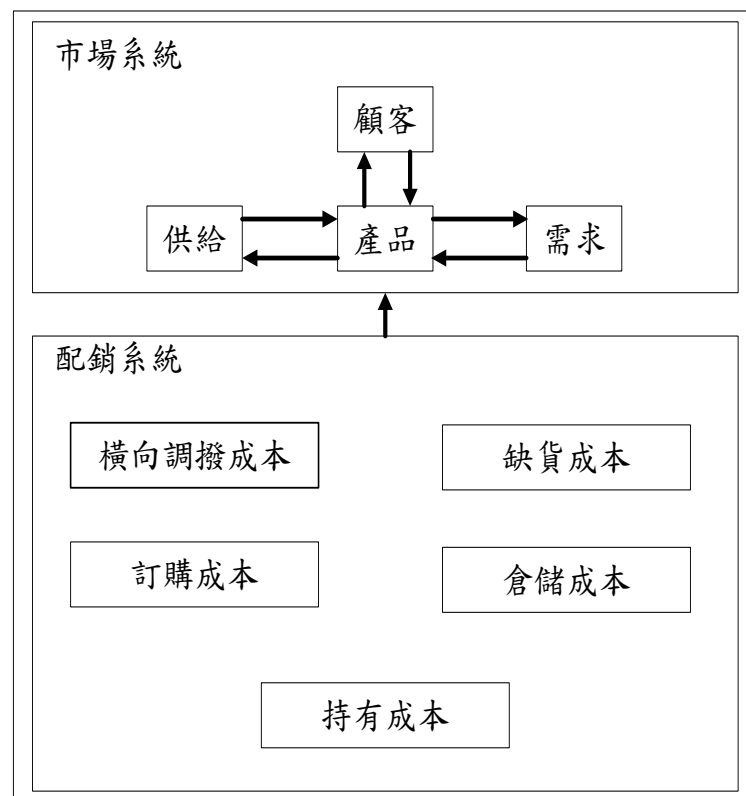 市場系統
顧客
供給
產品
需求
配銷系統
橫向調撥成本
缺貨成本
訂購成本
倉儲成本
持有成本